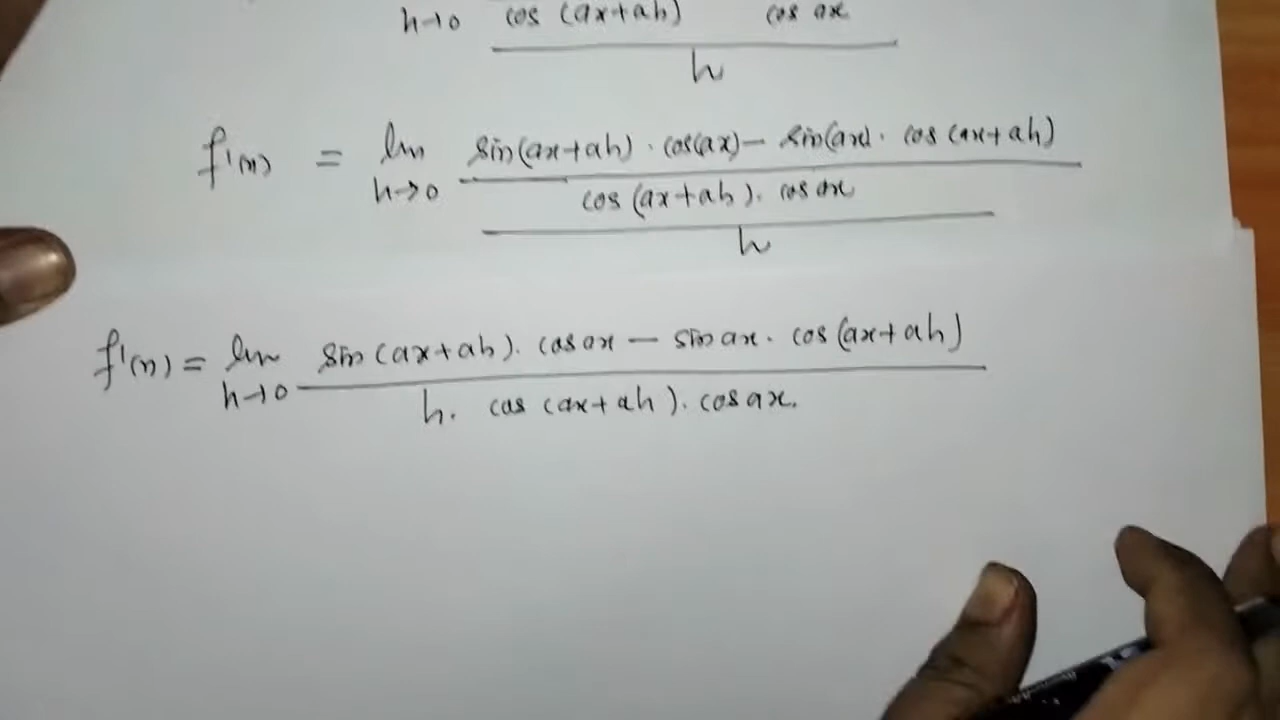 h→0 cos (ax+ah) cos ax
h
f'(x) = lim sin(ax+ah) · cos(ax) − sin(ax) · cos (ax+ah)
h→0 cos (ax+ah) · cos ax
h
f'(x) = lim sin (ax+ah) · cos ax − sin ax · cos (ax+ah)
h→0 h · cos (ax+ah) · cos ax.